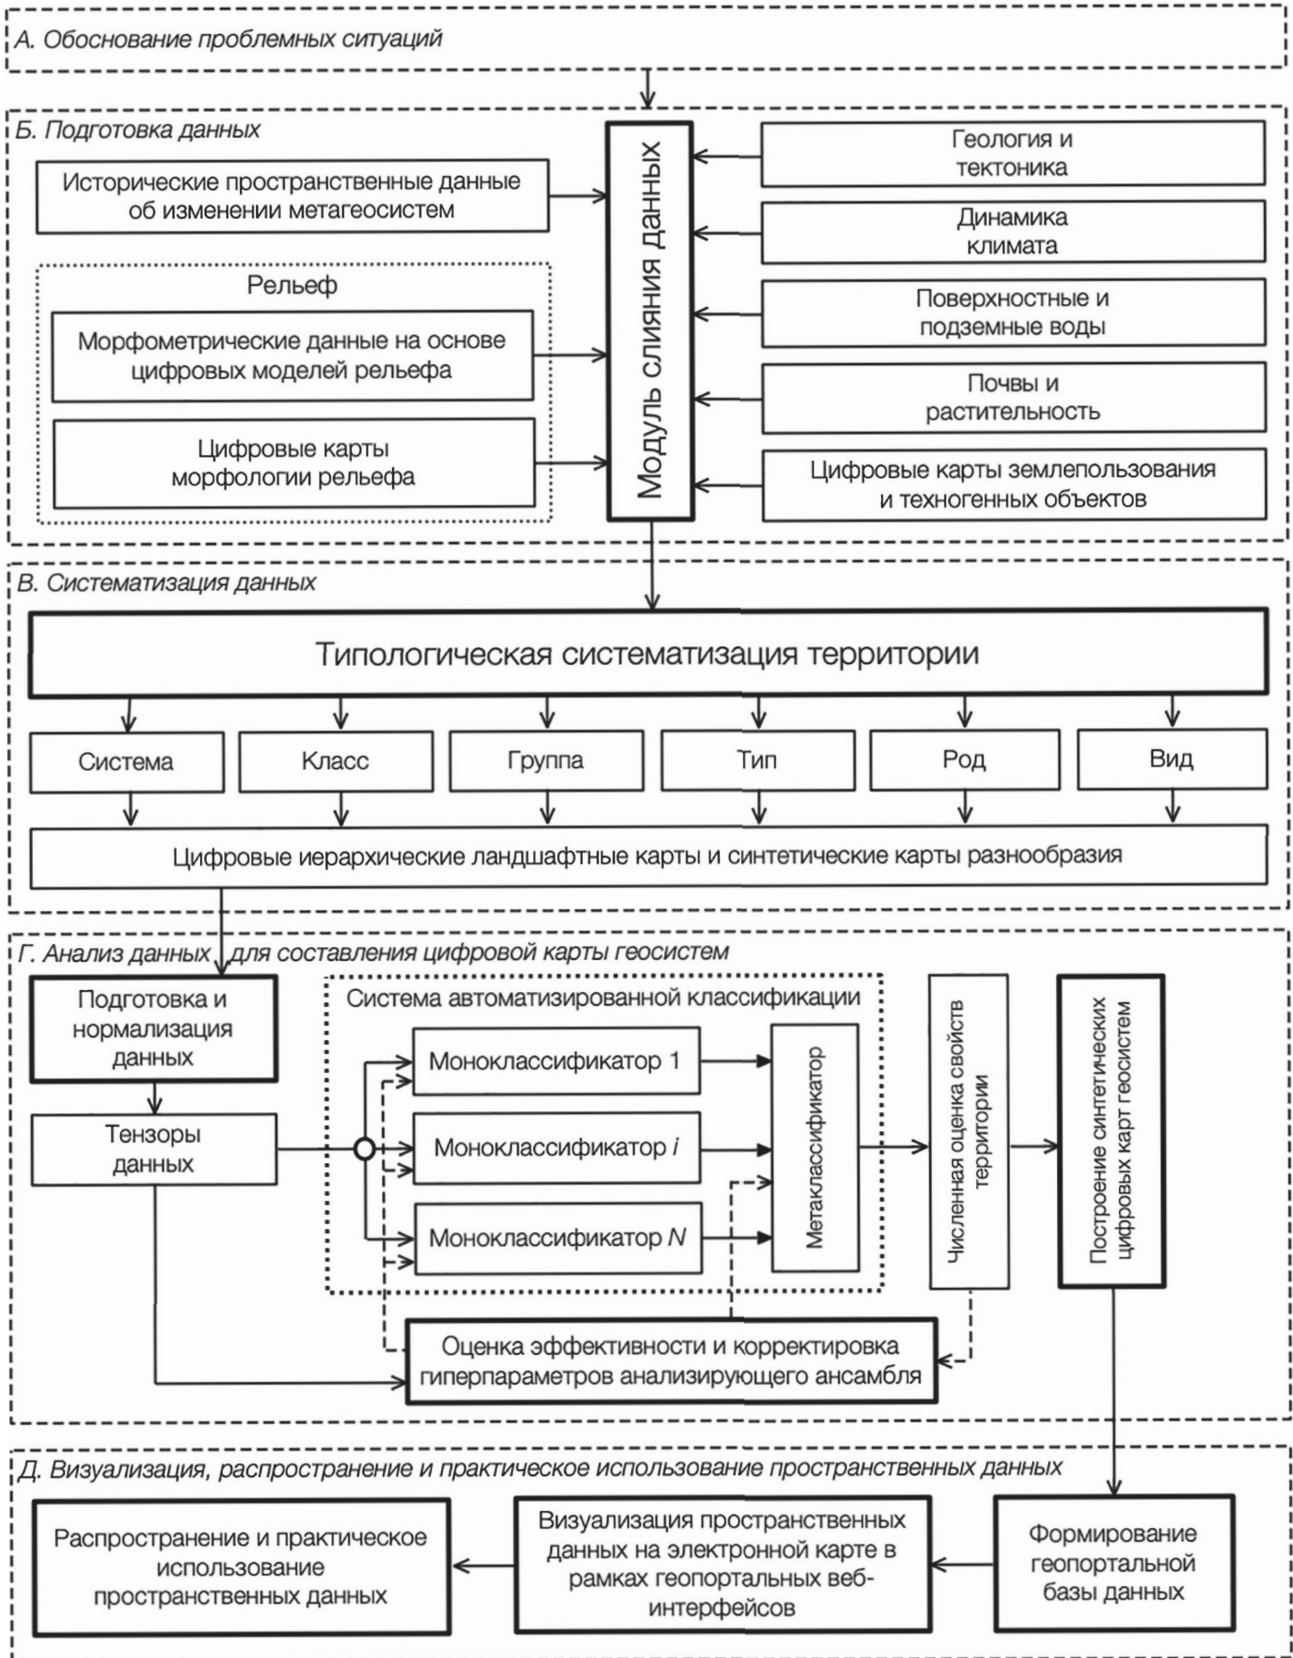 А. Обоснование проблемных ситуаций
Б. Подготовка данных
Исторические пространственные данные
об изменении метагеосистем
Рельеф
Морфометрические данные на основе
цифровых моделей рельефа
Цифровые карты
морфологии рельефа
Модуль слияния данных
Геология и
тектоника
Динамика
климата
Поверхностные и
подземные воды
Почвы и
растительность
Цифровые карты землепользования
и техногенных объектов
В. Систематизация данных
Типологическая систематизация территории
Система
Класс
Группа
Тип
Род
Вид
Цифровые иерархические ландшафтные карты и синтетические карты разнообразия
Г. Анализ данных для составления цифровой карты геосистем
Подготовка и
нормализация
данных
Тензоры
данных
Система автоматизированной классификации
Моноклассификатор 1
Моноклассификатор i
Моноклассификатор N
Метаклассификатор
Численная оценка свойств
территории
Построение синтетических
цифровых карт геосистем
Оценка эффективности и корректировка
гиперпараметров анализирующего ансамбля
Д. Визуализация, распространение и практическое использование пространственных данных
Распространение и практическое
использование
пространственных данных
Визуализация пространственных
данных на электронной карте в
рамках геопортальных веб-
интерфейсов
Формирование
геопортальной
базы данных